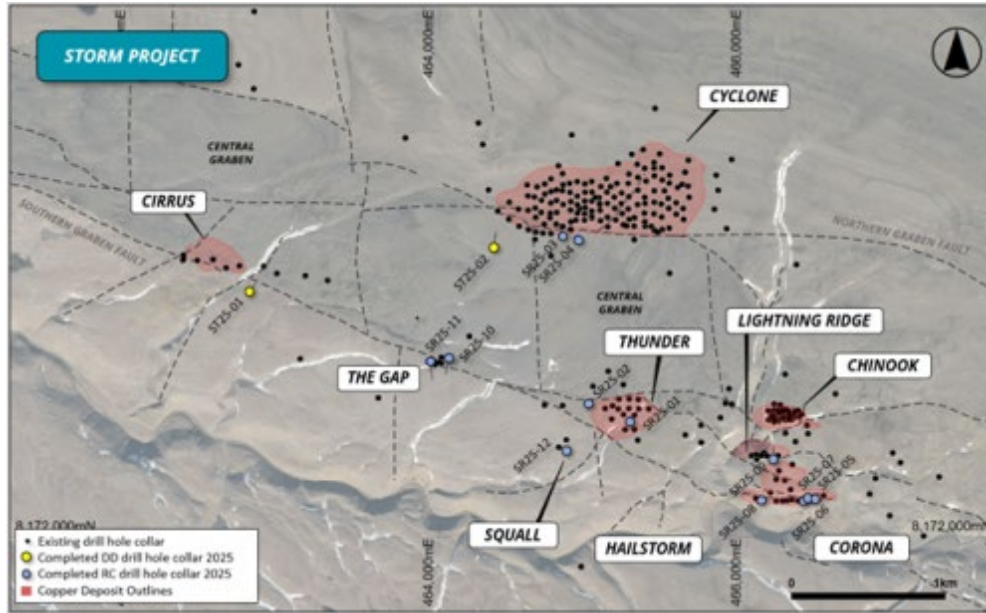 STORM PROJECT
464,000mE
466,000mE
CYCLONE
CENTRAL
GRABEN
CIRRUS
SOUTHERN GRABEN FAULT
NORTHERN GRABEN FAULT
SR25-03
SR25-04
ST25-02
ST25-01
CENTRAL
GRABEN
LIGHTNING RIDGE
THUNDER
CHINOOK
SR25-11
SR25-10
THE GAP
SR25-02
SR25-01
SR25-12
SR25-07
SR25-05
SR25-08
SR25-06
SQUALL
HAILSTORM
CORONA
8,172,000mN
8,172,000mN
464,000mE
466,000mE
Existing drill hole collar
Completed DD drill hole collar 2025
Completed RC drill hole collar 2025
Copper Deposit Outlines
0
1km